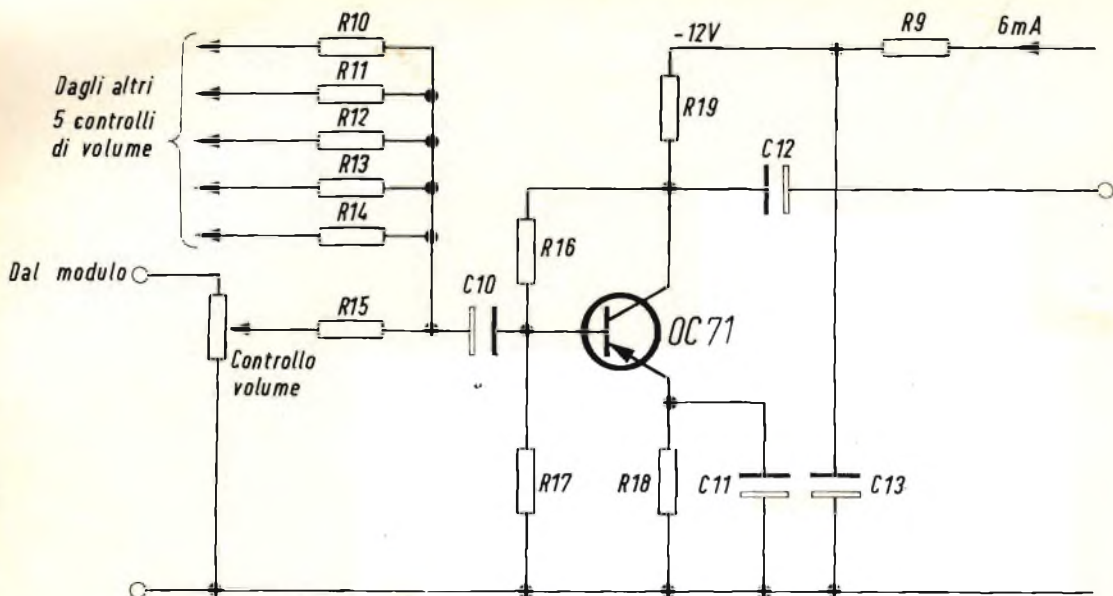 R10
R11
R12
R13
R14
Dagli altri
5 controlli
di volume
Dal modulo
R15
Controllo
volume
C10
R16
R17
-12V
R9
6mA
R19
C12
OC71
R18
C11
C13